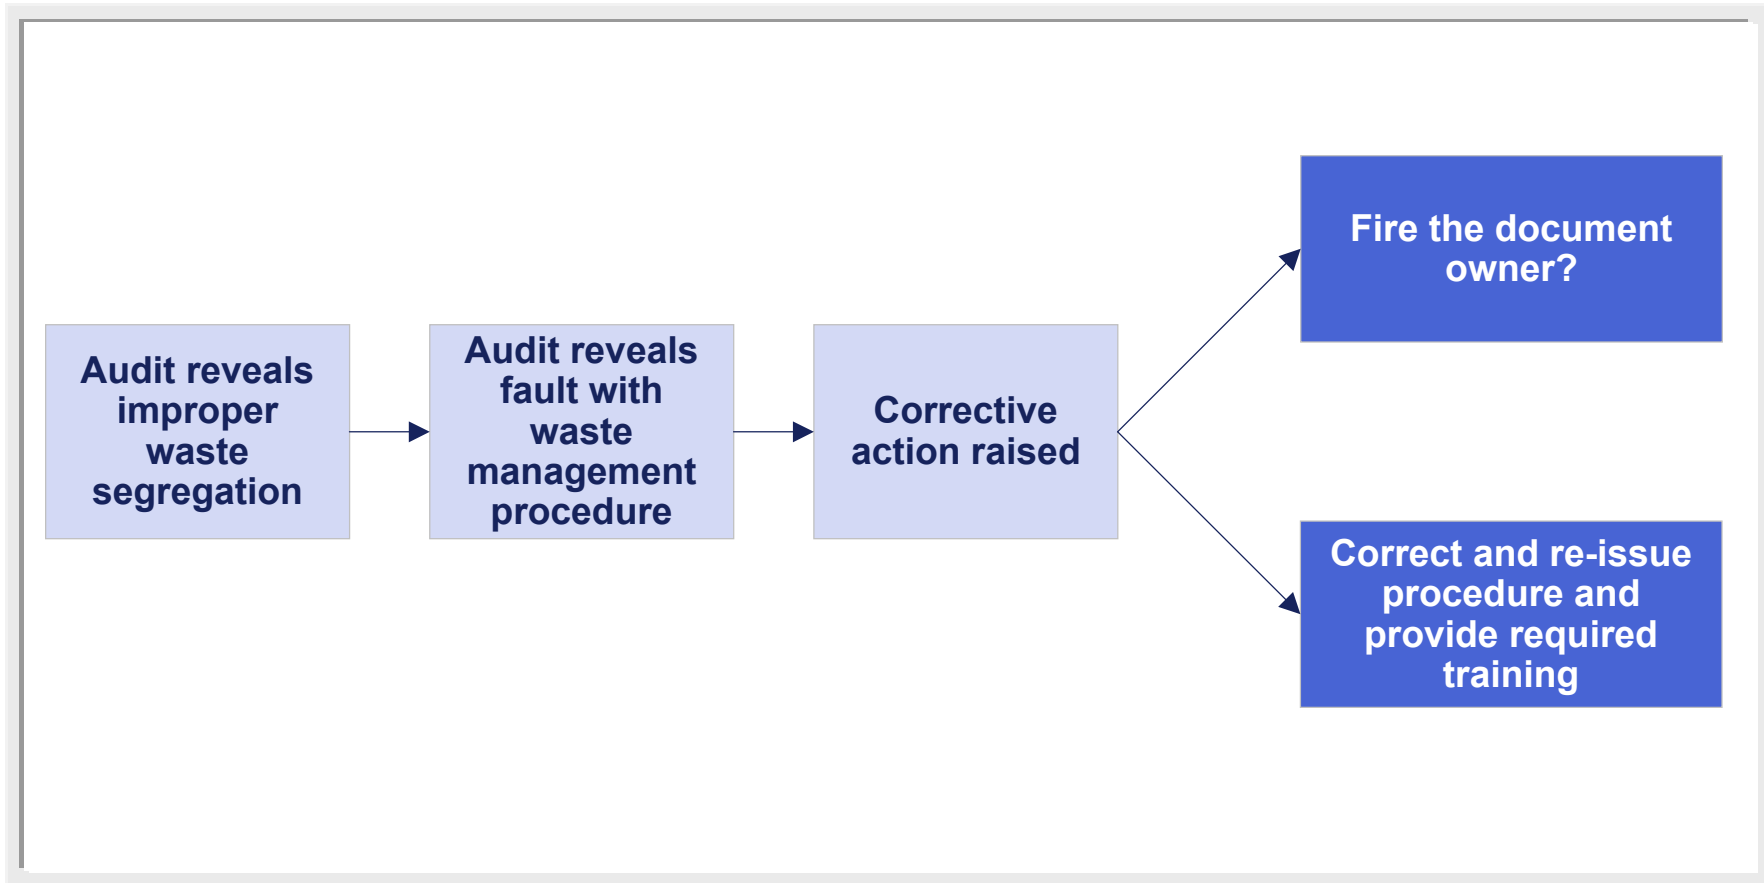 Audit reveals
improper
waste
segregation
Audit reveals
fault with
waste
management
procedure
Corrective
action raised
Fire the document
owner?
Correct and re-issue
procedure and
provide required
training